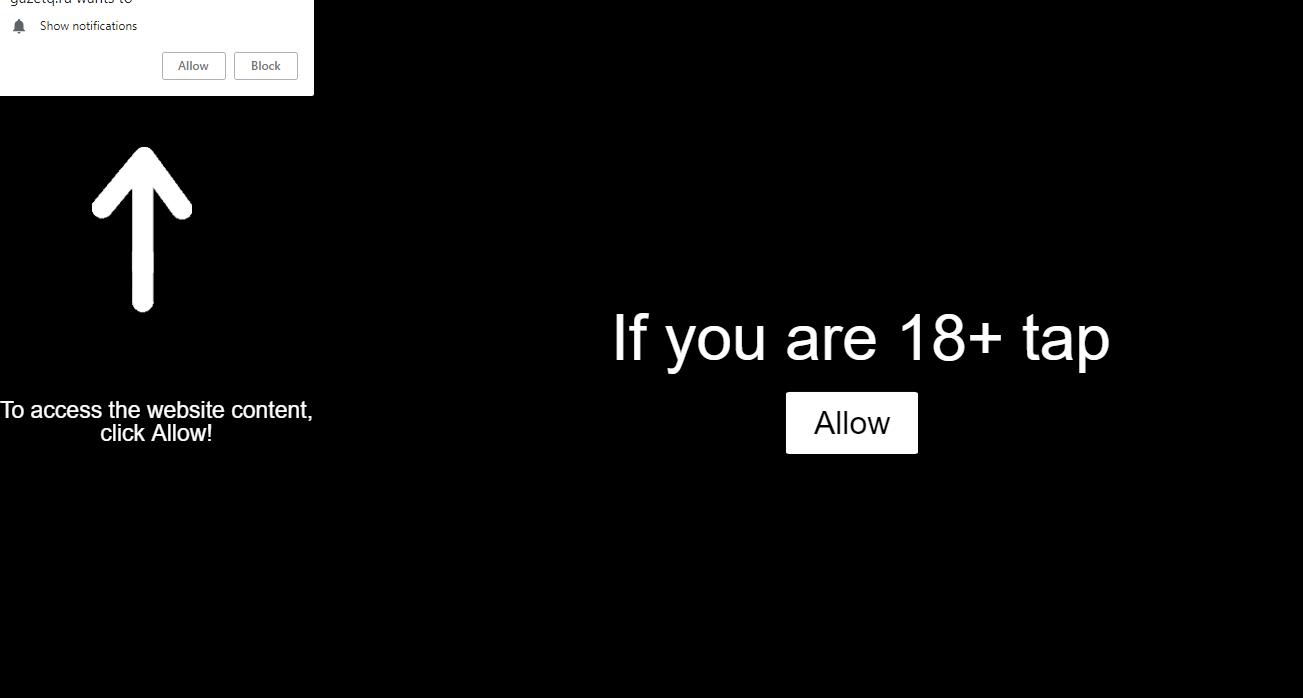 wants to
Show notifications
Allow
Block
To access the website content,
click Allow!
If you are 18+ tap
Allow